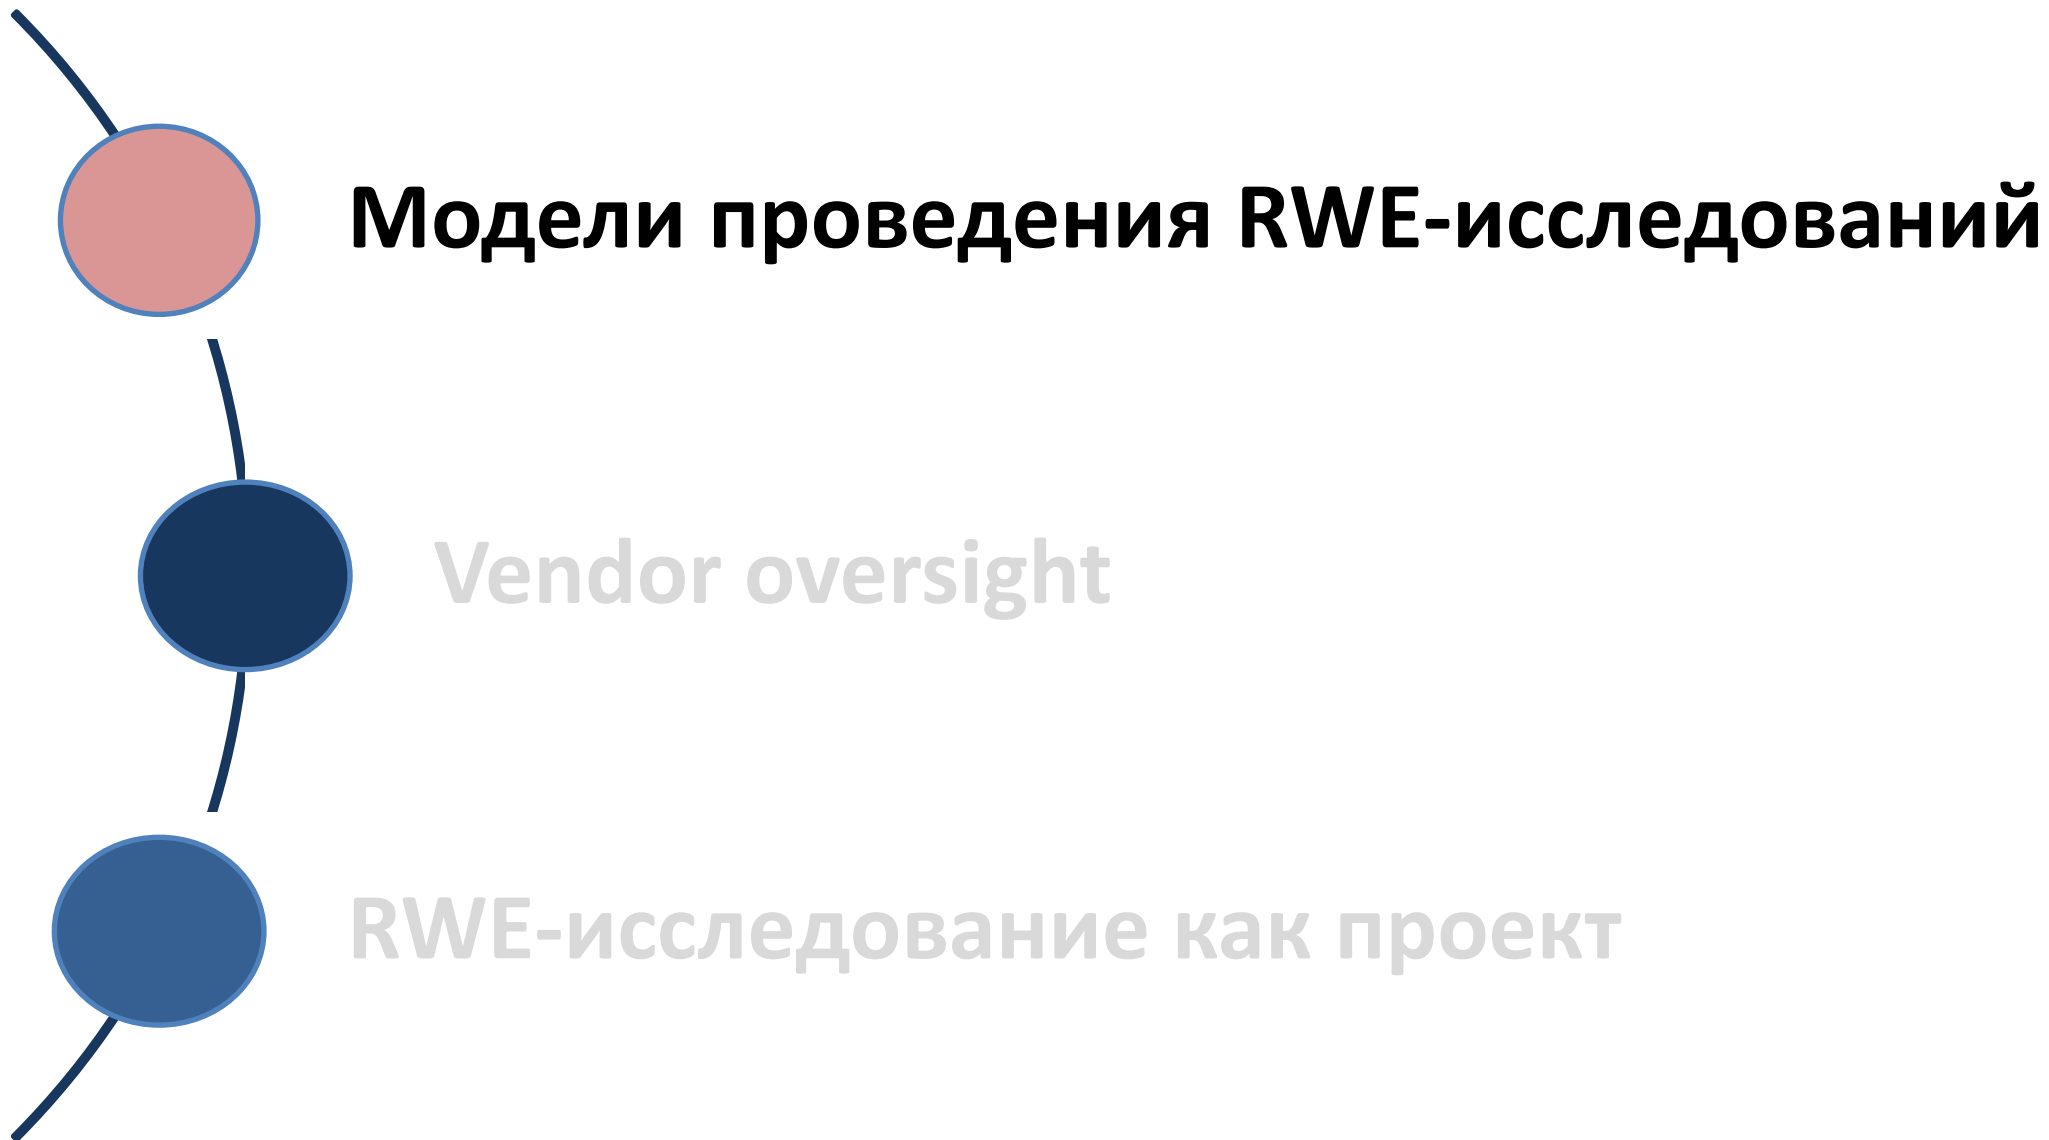 Модели проведения RWE-исследований
Vendor oversight
RWE-исследование как проект